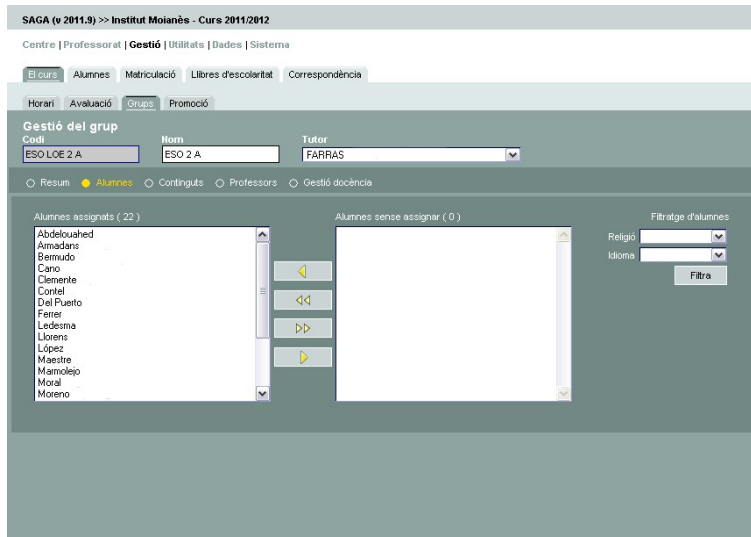 SAGA (v 2011.9) >> Institut Moianès - Curs 2011/2012
Centre | Professorat | Gestió | Utilitats | Dades | Sistema
El curs Alumnes Matriculació Llibres d'escolaritat Correspondència
Horari Avaluació Grups Promoció
Gestió del grup
Codi Nom Tutor
ESO LOE 2 A ESO 2 A FARRAS
Resum Alumnes Continguts Professors Gestió docència
Alumnes assignats ( 22 ) Alumnes sense assignar ( 0 ) Filtratge d'alumnes
Abdelouahed
Armadans
Bermudo
Cano
Clemente
Contel
Del Puerto
Ferrer
Ledesma
Llorens
López
Maestre
Marmolejo
Moral
Moreno
Religió
Idioma
Filtra